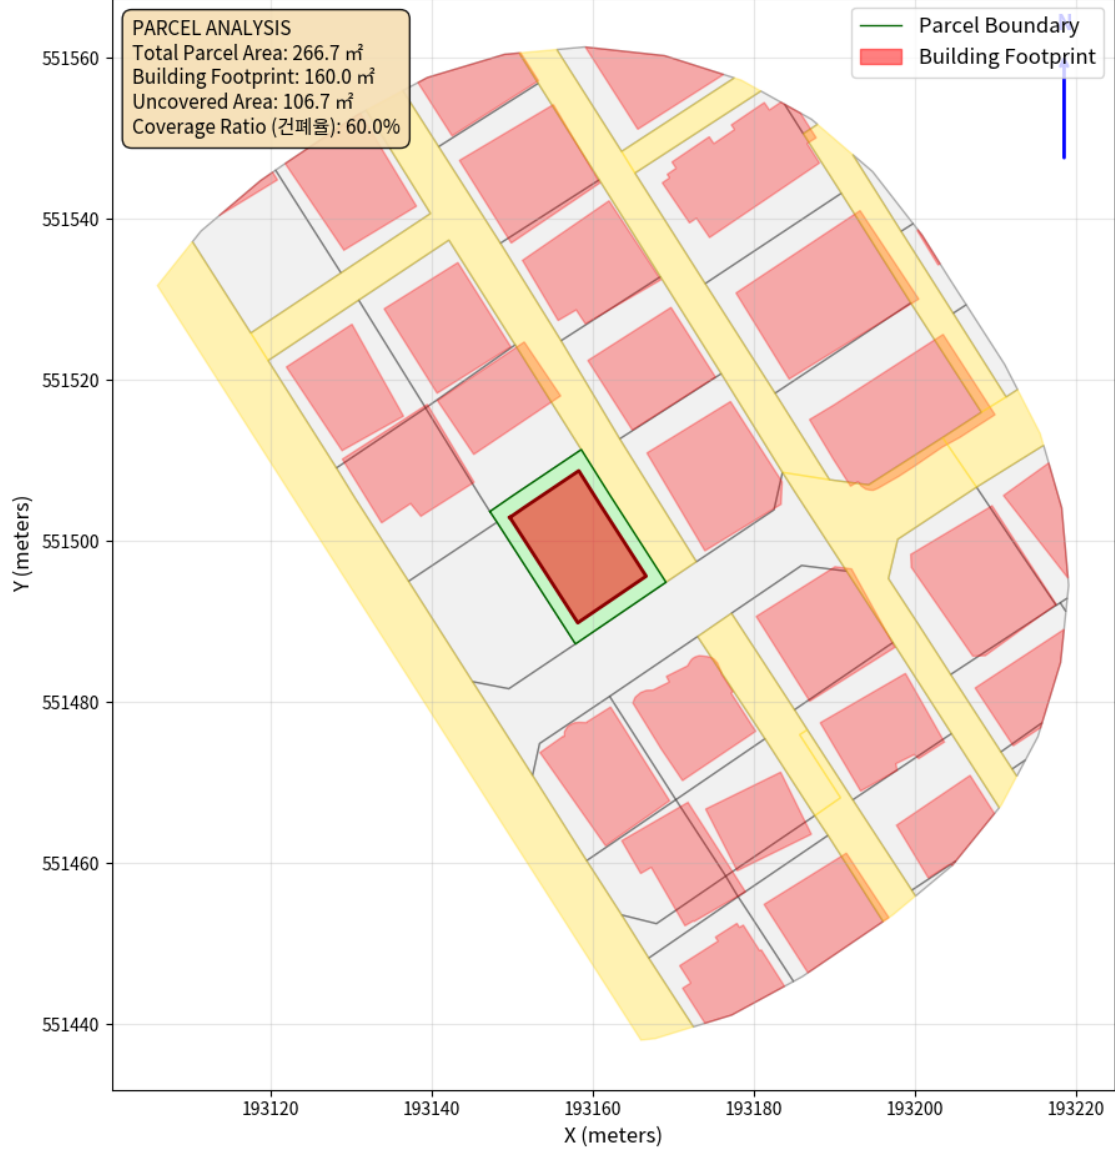 PARCEL ANALYSIS
Total Parcel Area: 266.7 ㎡
Building Footprint: 160.0 ㎡
Uncovered Area: 106.7 ㎡
Coverage Ratio (건폐율): 60.0%
Parcel Boundary
Building Footprint
N
Y (meters)
551560
551540
551520
551500
551480
551460
551440
193120 193140 193160 193180 193200 193220
X (meters)